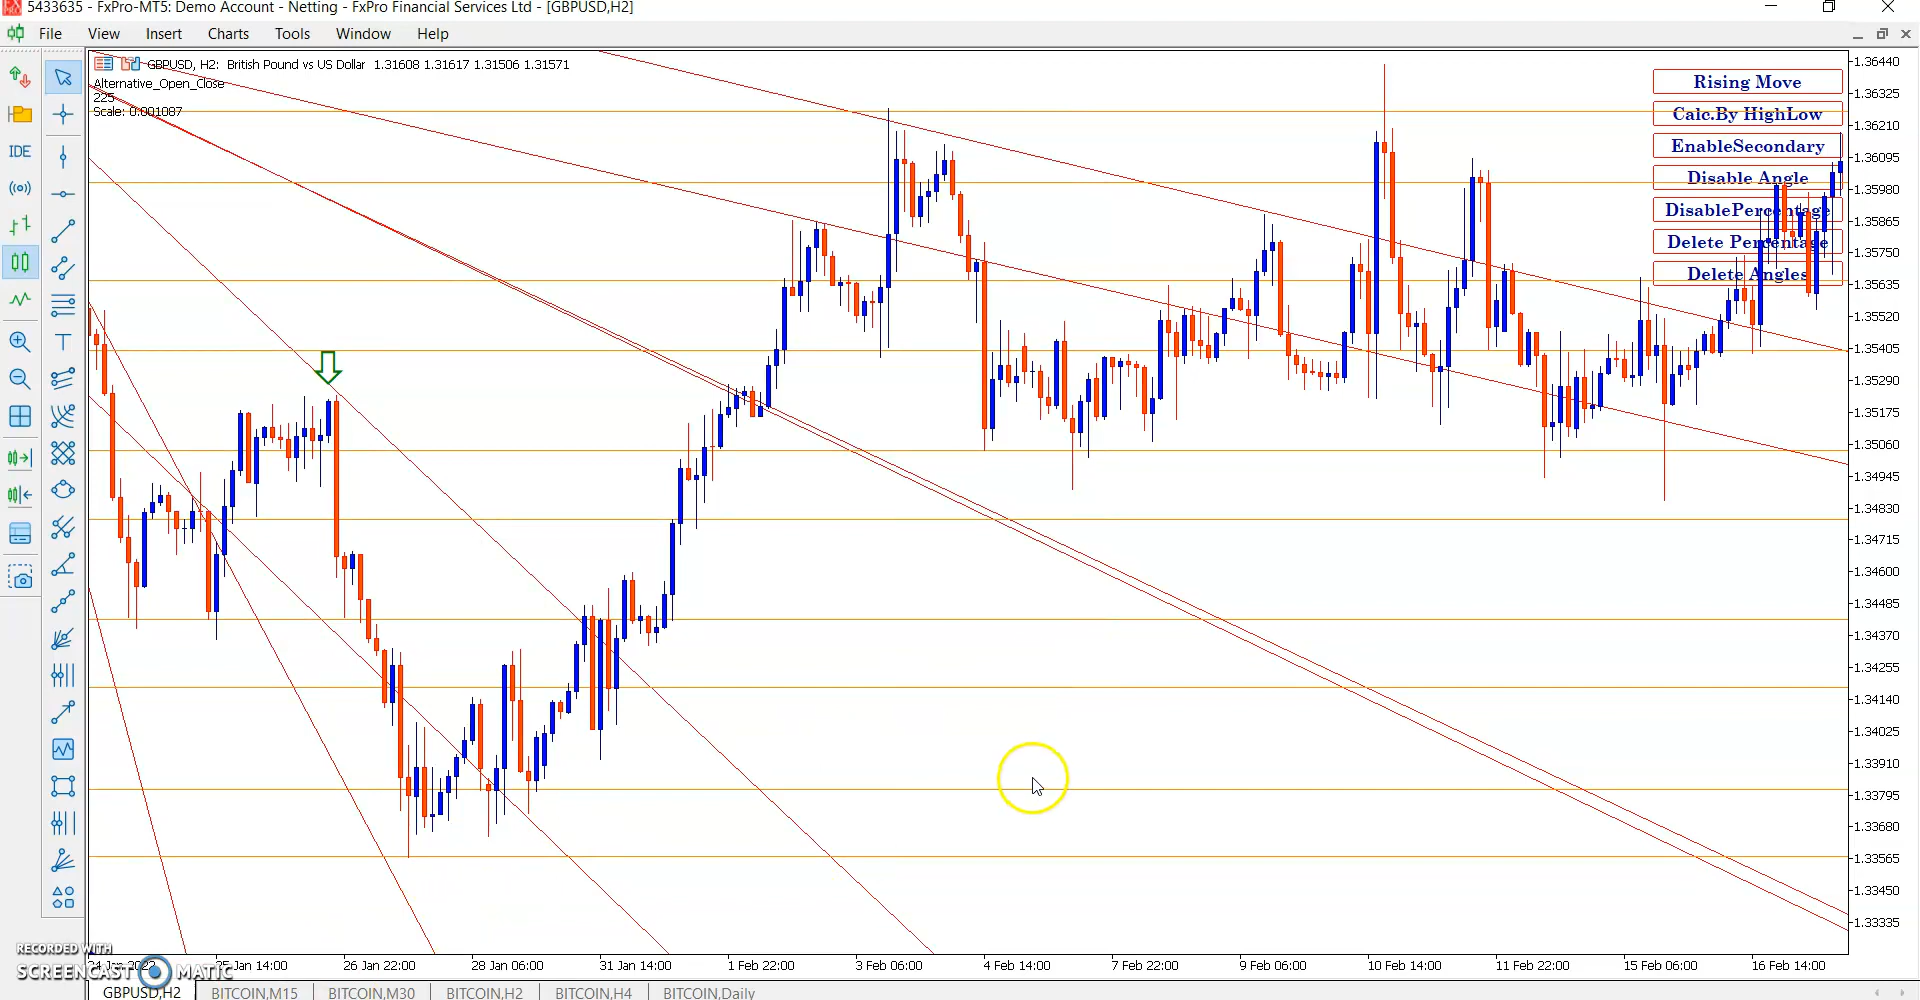 5433635 - FxPro-MT5: Demo Account - Netting - FxPro Financial Services Ltd - [GBPUSD,H2]
File View Insert Charts Tools Window Help
GBPUSD, H2: British Pound vs US Dollar 1.31608 1.31617 1.31506 1.31571
Alternative_Open_Close
225
Scale: 0.001087
IDE
Rising Move
Calc.By HighLow
EnableSecondary
Disable Angle
DisablePercentage
Delete Percentage
Delete Angles
1.36440
1.36325
1.36210
1.36095
1.35980
1.35865
1.35750
1.35635
1.35520
1.35405
1.35290
1.35175
1.35060
1.34945
1.34830
1.34715
1.34600
1.34485
1.34370
1.34255
1.34140
1.34025
1.33910
1.33795
1.33680
1.33565
1.33450
1.33335
24 Jan 2022 25 Jan 14:00 26 Jan 22:00 28 Jan 06:00 31 Jan 14:00 1 Feb 22:00 3 Feb 06:00 4 Feb 14:00 7 Feb 22:00 9 Feb 06:00 10 Feb 14:00 11 Feb 22:00 15 Feb 06:00 16 Feb 14:00
RECORDED WITH
SCREENCAST MATIC
GBPUSD,H2 BITCOIN,M15 BITCOIN,M30 BITCOIN,H2 BITCOIN,H4 BITCOIN,Daily